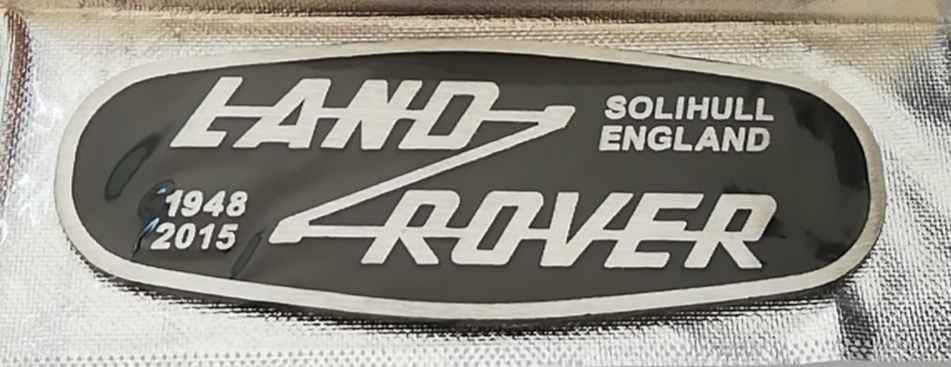 LAND
SOLIHULL
ENGLAND
1948
2015
ROVER